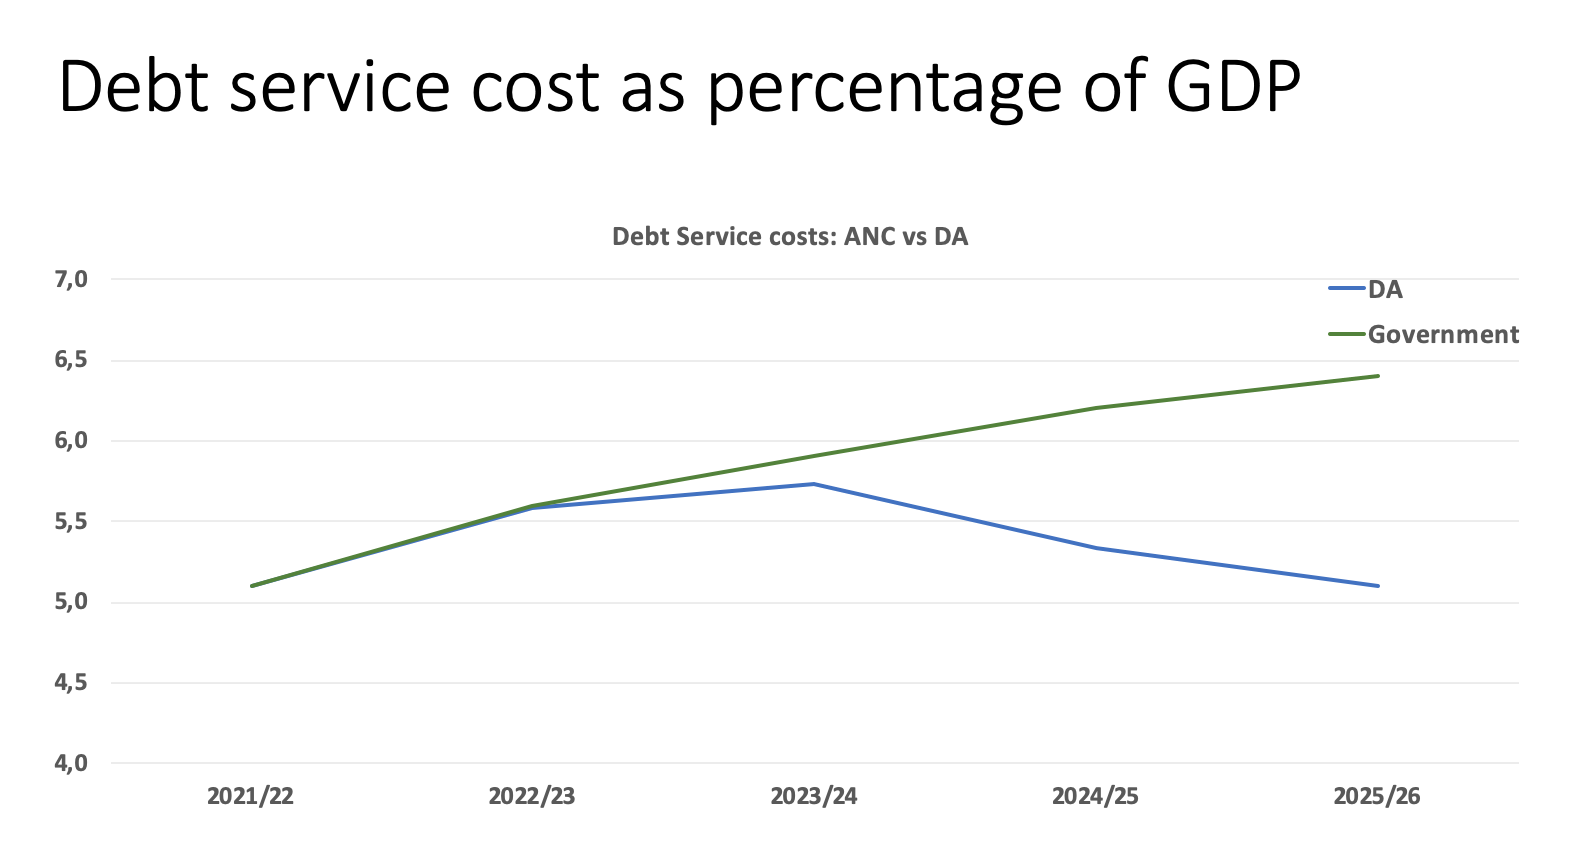 Debt service cost as percentage of GDP
Debt Service costs: ANC vs DA
7,0
DA
Government
6,5
6,0
5,5
5,0
4,5
4,0
2021/22 2022/23 2023/24 2024/25 2025/26